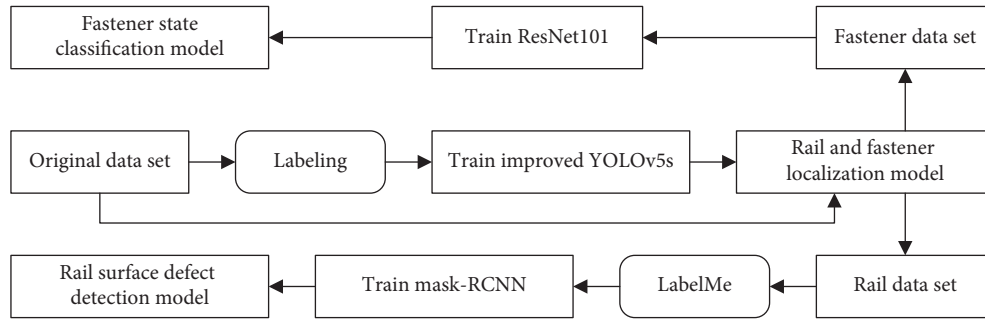 Fastener state
classification model
Train ResNet101
Fastener data set
Original data set
Labeling
Train improved YOLOv5s
Rail and fastener
localization model
Rail surface defect
detection model
Train mask-RCNN
LabelMe
Rail data set